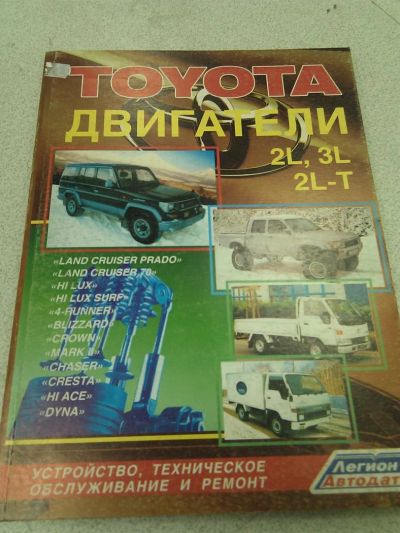 TOYOTA
ДВИГАТЕЛИ
2L, 3L
2L-T
«LAND CRUISER PRADO»
«LAND CRUISER 70»
«HI LUX»
«HI LUX SURF»
«4-RUNNER»
«BLIZZARD»
«CROWN»
«MARK II»
«CHASER»
«CRESTA»
«HI ACE»
«DYNA»
УСТРОЙСТВО, ТЕХНИЧЕСКОЕ
ОБСЛУЖИВАНИЕ И РЕМОНТ
Легион
Автодата